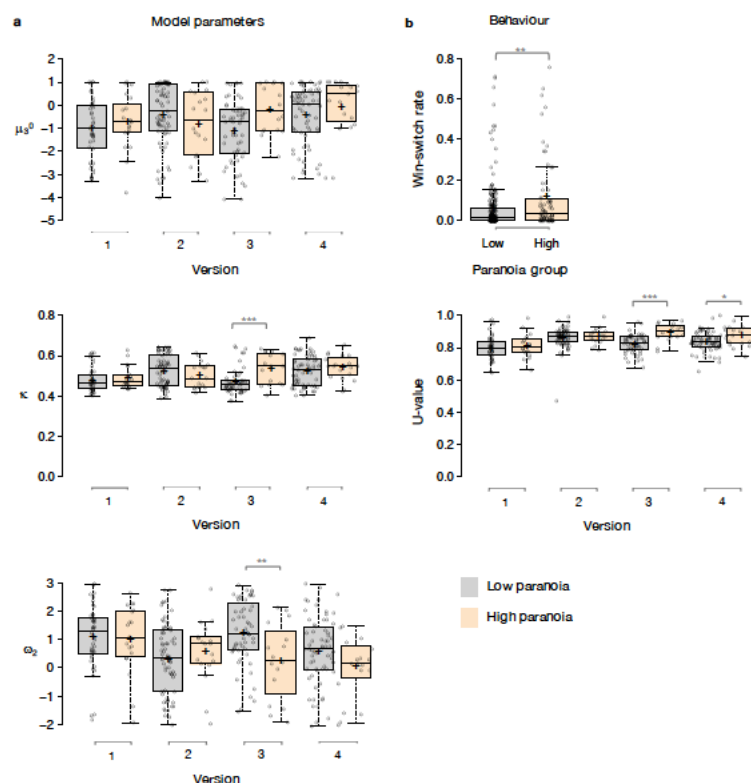 a
Model parameters
2
1
0
-1
-2
-3
-4
-5
μ₃⁰
1 2 3 4
Version
b
Behaviour
**
0.8
0.6
0.4
0.2
0.0
Win-switch rate
Low High
Paranoia group
***
0.8
0.6
0.4
0.2
0.0
κ
1 2 3 4
Version
*** *
1.0
0.8
0.6
0.4
0.2
0.0
U-value
1 2 3 4
Version
**
3
2
1
0
-1
-2
ω₂
1 2 3 4
Version
Low paranoia
High paranoia